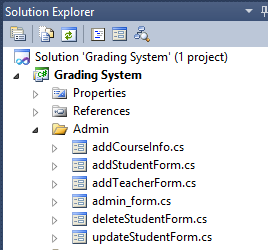 Solution Explorer
Solution 'Grading System' (1 project)
Grading System
Properties
References
Admin
addCourseInfo.cs
addStudentForm.cs
addTeacherForm.cs
admin_form.cs
deleteStudentForm.cs
updateStudentForm.cs